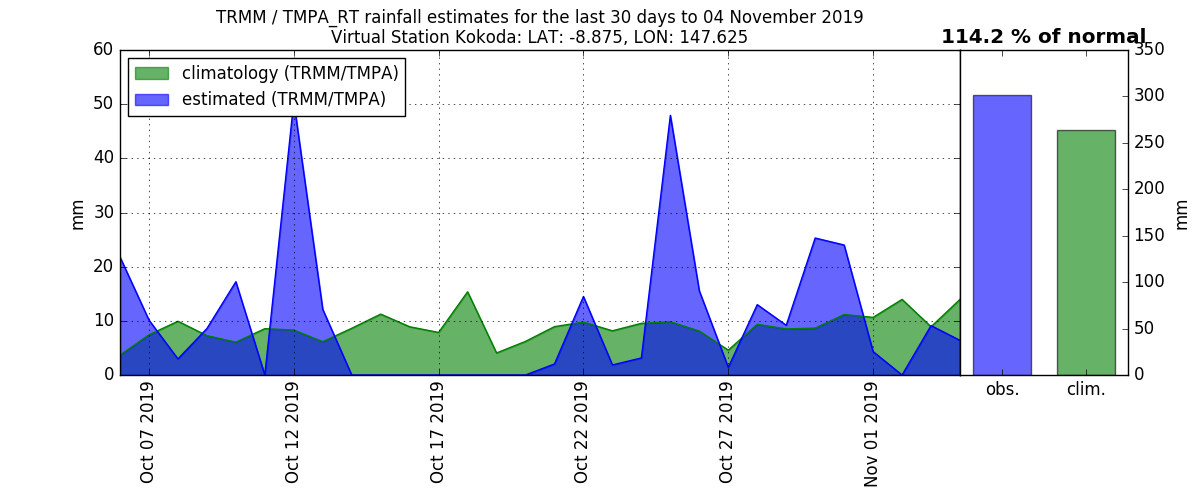 TRMM / TMPA_RT rainfall estimates for the last 30 days to 04 November 2019
Virtual Station Kokoda: LAT: -8.875, LON: 147.625
114.2 % of normal
climatology (TRMM/TMPA)
estimated (TRMM/TMPA)
60
50
40
30
20
10
0
mm
Oct 07 2019
Oct 12 2019
Oct 17 2019
Oct 22 2019
Oct 27 2019
Nov 01 2019
350
300
250
200
150
100
50
0
mm
obs.
clim.